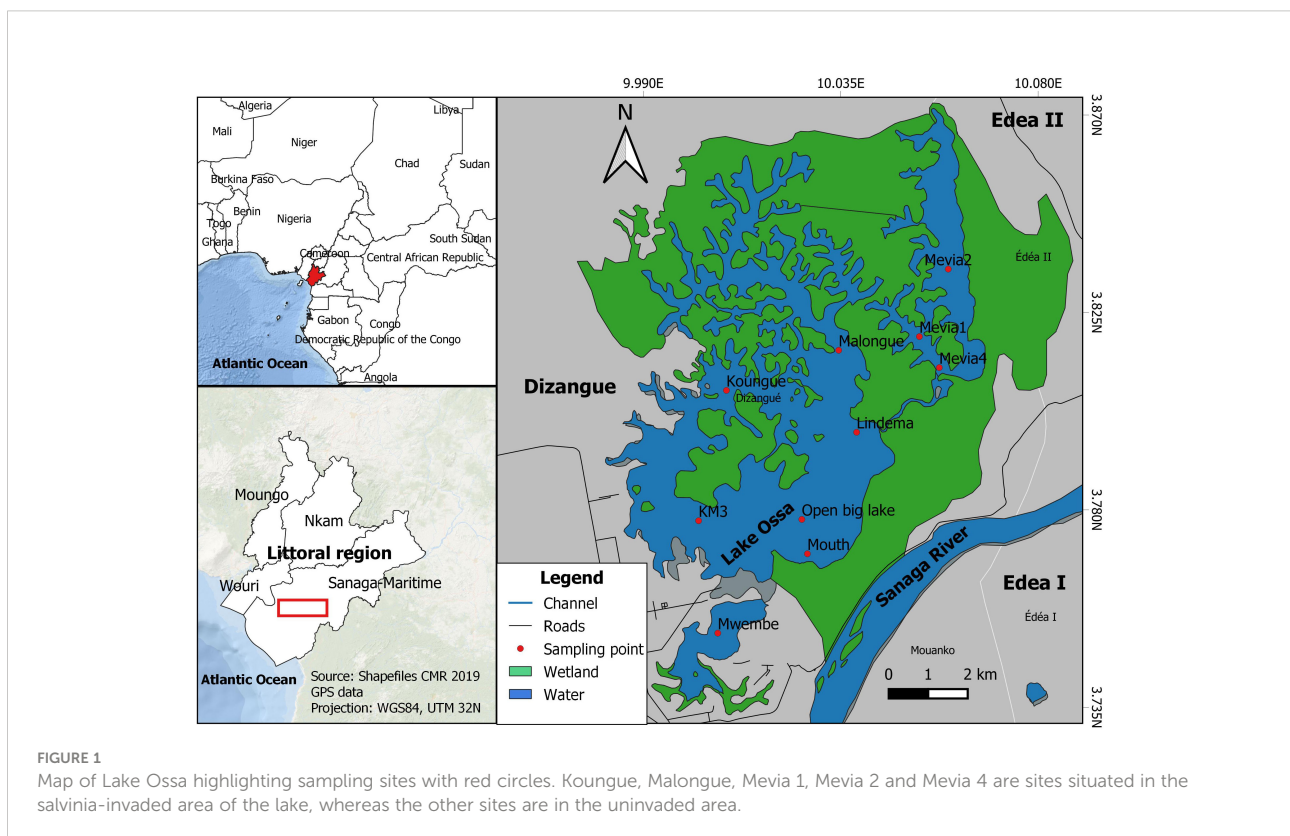 Algeria
Libya
Mali
Niger
Chad
Sudan
Burkina Faso
Benin
Togo
Nigeria
Ghana
South Sudan
Cameroon
Central African Republic
Gabon
Congo
Democratic Republic of the Congo
Atlantic Ocean
Angola
Moungo
Nkam
Littoral region
Wouri
Sanaga-Maritime
Atlantic Ocean
Source: Shapefiles CMR 2019
GPS data
Projection: WGS84, UTM 32N
9.990E
10.035E
10.080E
3.870N
3.825N
3.780N
3.735N
N
Edea II
Édéa II
Mevia2
Mevia1
Malongue
Mevia4
Dizangue
Koungue
Dizangué
Lindema
KM3
Open big lake
Lake Ossa
Mouth
Sanaga River
Edea I
Édéa I
Mwembe
Mouanko
0 1 2 km
Legend
Channel
Roads
Sampling point
Wetland
Water
FIGURE 1
Map of Lake Ossa highlighting sampling sites with red circles. Koungue, Malongue, Mevia 1, Mevia 2 and Mevia 4 are sites situated in the
salvinia-invaded area of the lake, whereas the other sites are in the uninvaded area.